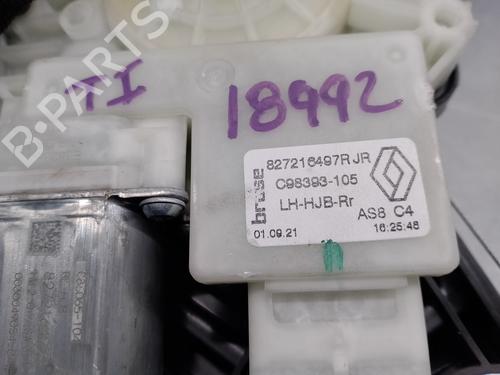 B-PARTS
TI
18992
brose
827216497R JR
C98393-105
LH-HJB-Rr
01.09.21
AS8 C4
16:25:46